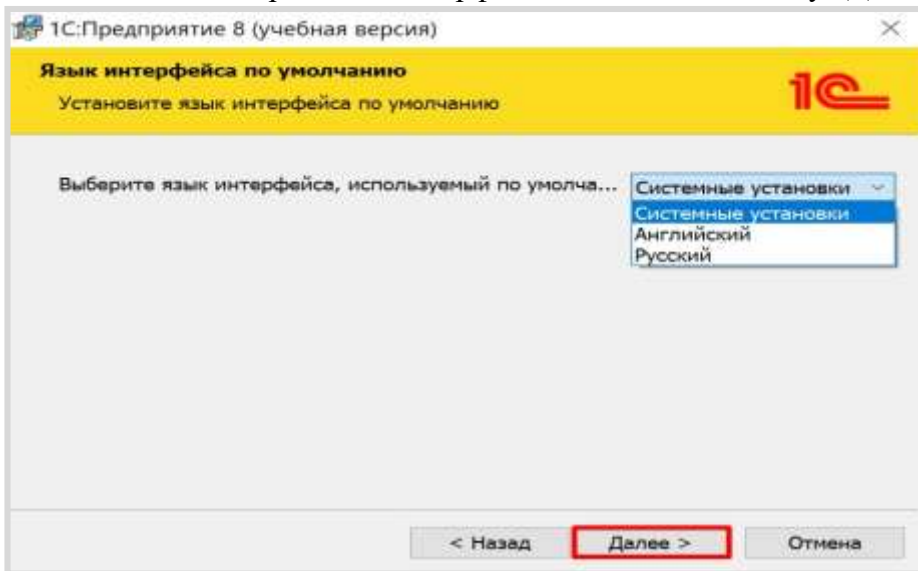 1С:Предприятие 8 (учебная версия)
Язык интерфейса по умолчанию
Установите язык интерфейса по умолчанию
1С
Выберите язык интерфейса, используемый по умолча... Системные установки
Системные установки
Английский
Русский
< Назад Далее > Отмена